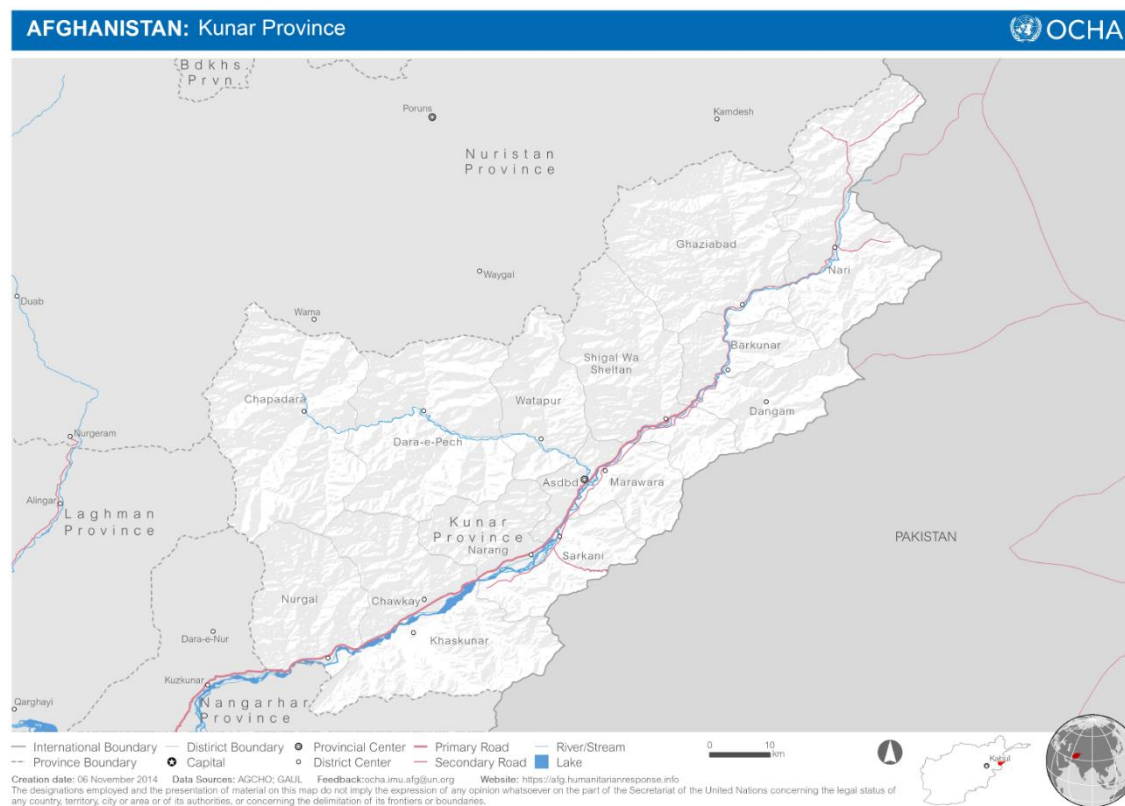 AFGHANISTAN: Kunar Province
OCHA
Bdkhs
Prvn.
Poruns
Kamdesh
Nuristan
Province
Ghaziabad
Waygal
Nari
Duab
Wama
Barkunar
Shigal Wa
Sheltan
Chapadara
Watapur
Dangam
Nurgeram
Dara-e-Pech
Asdbd
Marawara
Alingar
Laghman
Province
Kunar
Province
PAKISTAN
Narang
Sarkani
Nurgal
Chawkay
Dara-e-Nur
Khaskunar
Kuzkunar
Qarghayi
Nangarhar
Province
International Boundary District Boundary Provincial Center Primary Road River/Stream 0 10
km
Province Boundary Capital District Center Secondary Road Lake
Kabul
Creation date: 06 November 2014 Data Sources: AGCHO; GAUL Feedback:ocha.imu.afg@un.org Website: https://afg.humanitarianresponse.info
The designations employed and the presentation of material on this map do not imply the expression of any opinion whatsoever on the part of the Secretariat of the United Nations concerning the legal status of
any country, territory, city or area or of its authorities, or concerning the delimitation of its frontiers or boundaries.